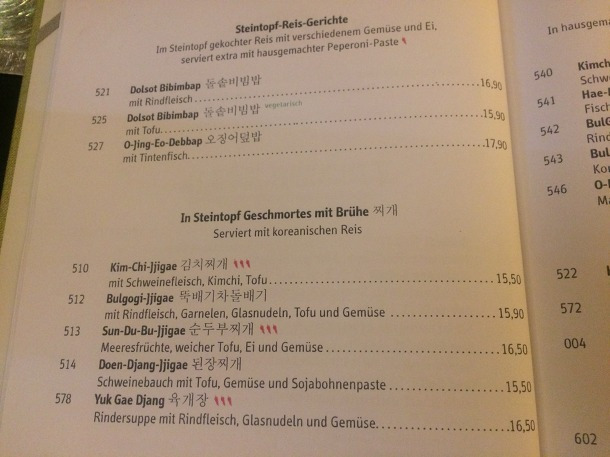 Steintopf-Reis-Gerichte
Im Steintopf gekochter Reis mit verschiedenem Gemüse und Ei,
serviert extra mit hausgemachter Peperoni-Paste
521 Dolsot Bibimbap 돌솥비빔밥
mit Rindfleisch 16,90
525 Dolsot Bibimbap 돌솥비빔밥 vegetarisch
mit Tofu 15,90
527 O-Jing-Eo-Debbap 오징어덮밥
mit Tintenfisch 17,90
In Steintopf Geschmortes mit Brühe 찌개
Serviert mit koreanischen Reis
510 Kim-Chi-Jjigae 김치찌개
mit Schweinefleisch, Kimchi, Tofu 15,50
512 Bulgogi-Jjigae 뚝배기차돌배기
mit Rindfleisch, Garnelen, Glasnudeln, Tofu und Gemüse 15,90
513 Sun-Du-Bu-Jjigae 순두부찌개
Meeresfrüchte, weicher Tofu, Ei und Gemüse 16,50
514 Doen-Djang-Jjigae 된장찌개
Schweinebauch mit Tofu, Gemüse und Sojabohnenpaste 15,50
578 Yuk Gae Djang 육개장
Rindersuppe mit Rindfleisch, Glasnudeln und Gemüse. 16,50
In hausgema
540 Kimch
Schwe
541 Hae-
Fisch
542 BulG
Rind
543 Bul
Kor
546 O-
Ma
522
572
004
602